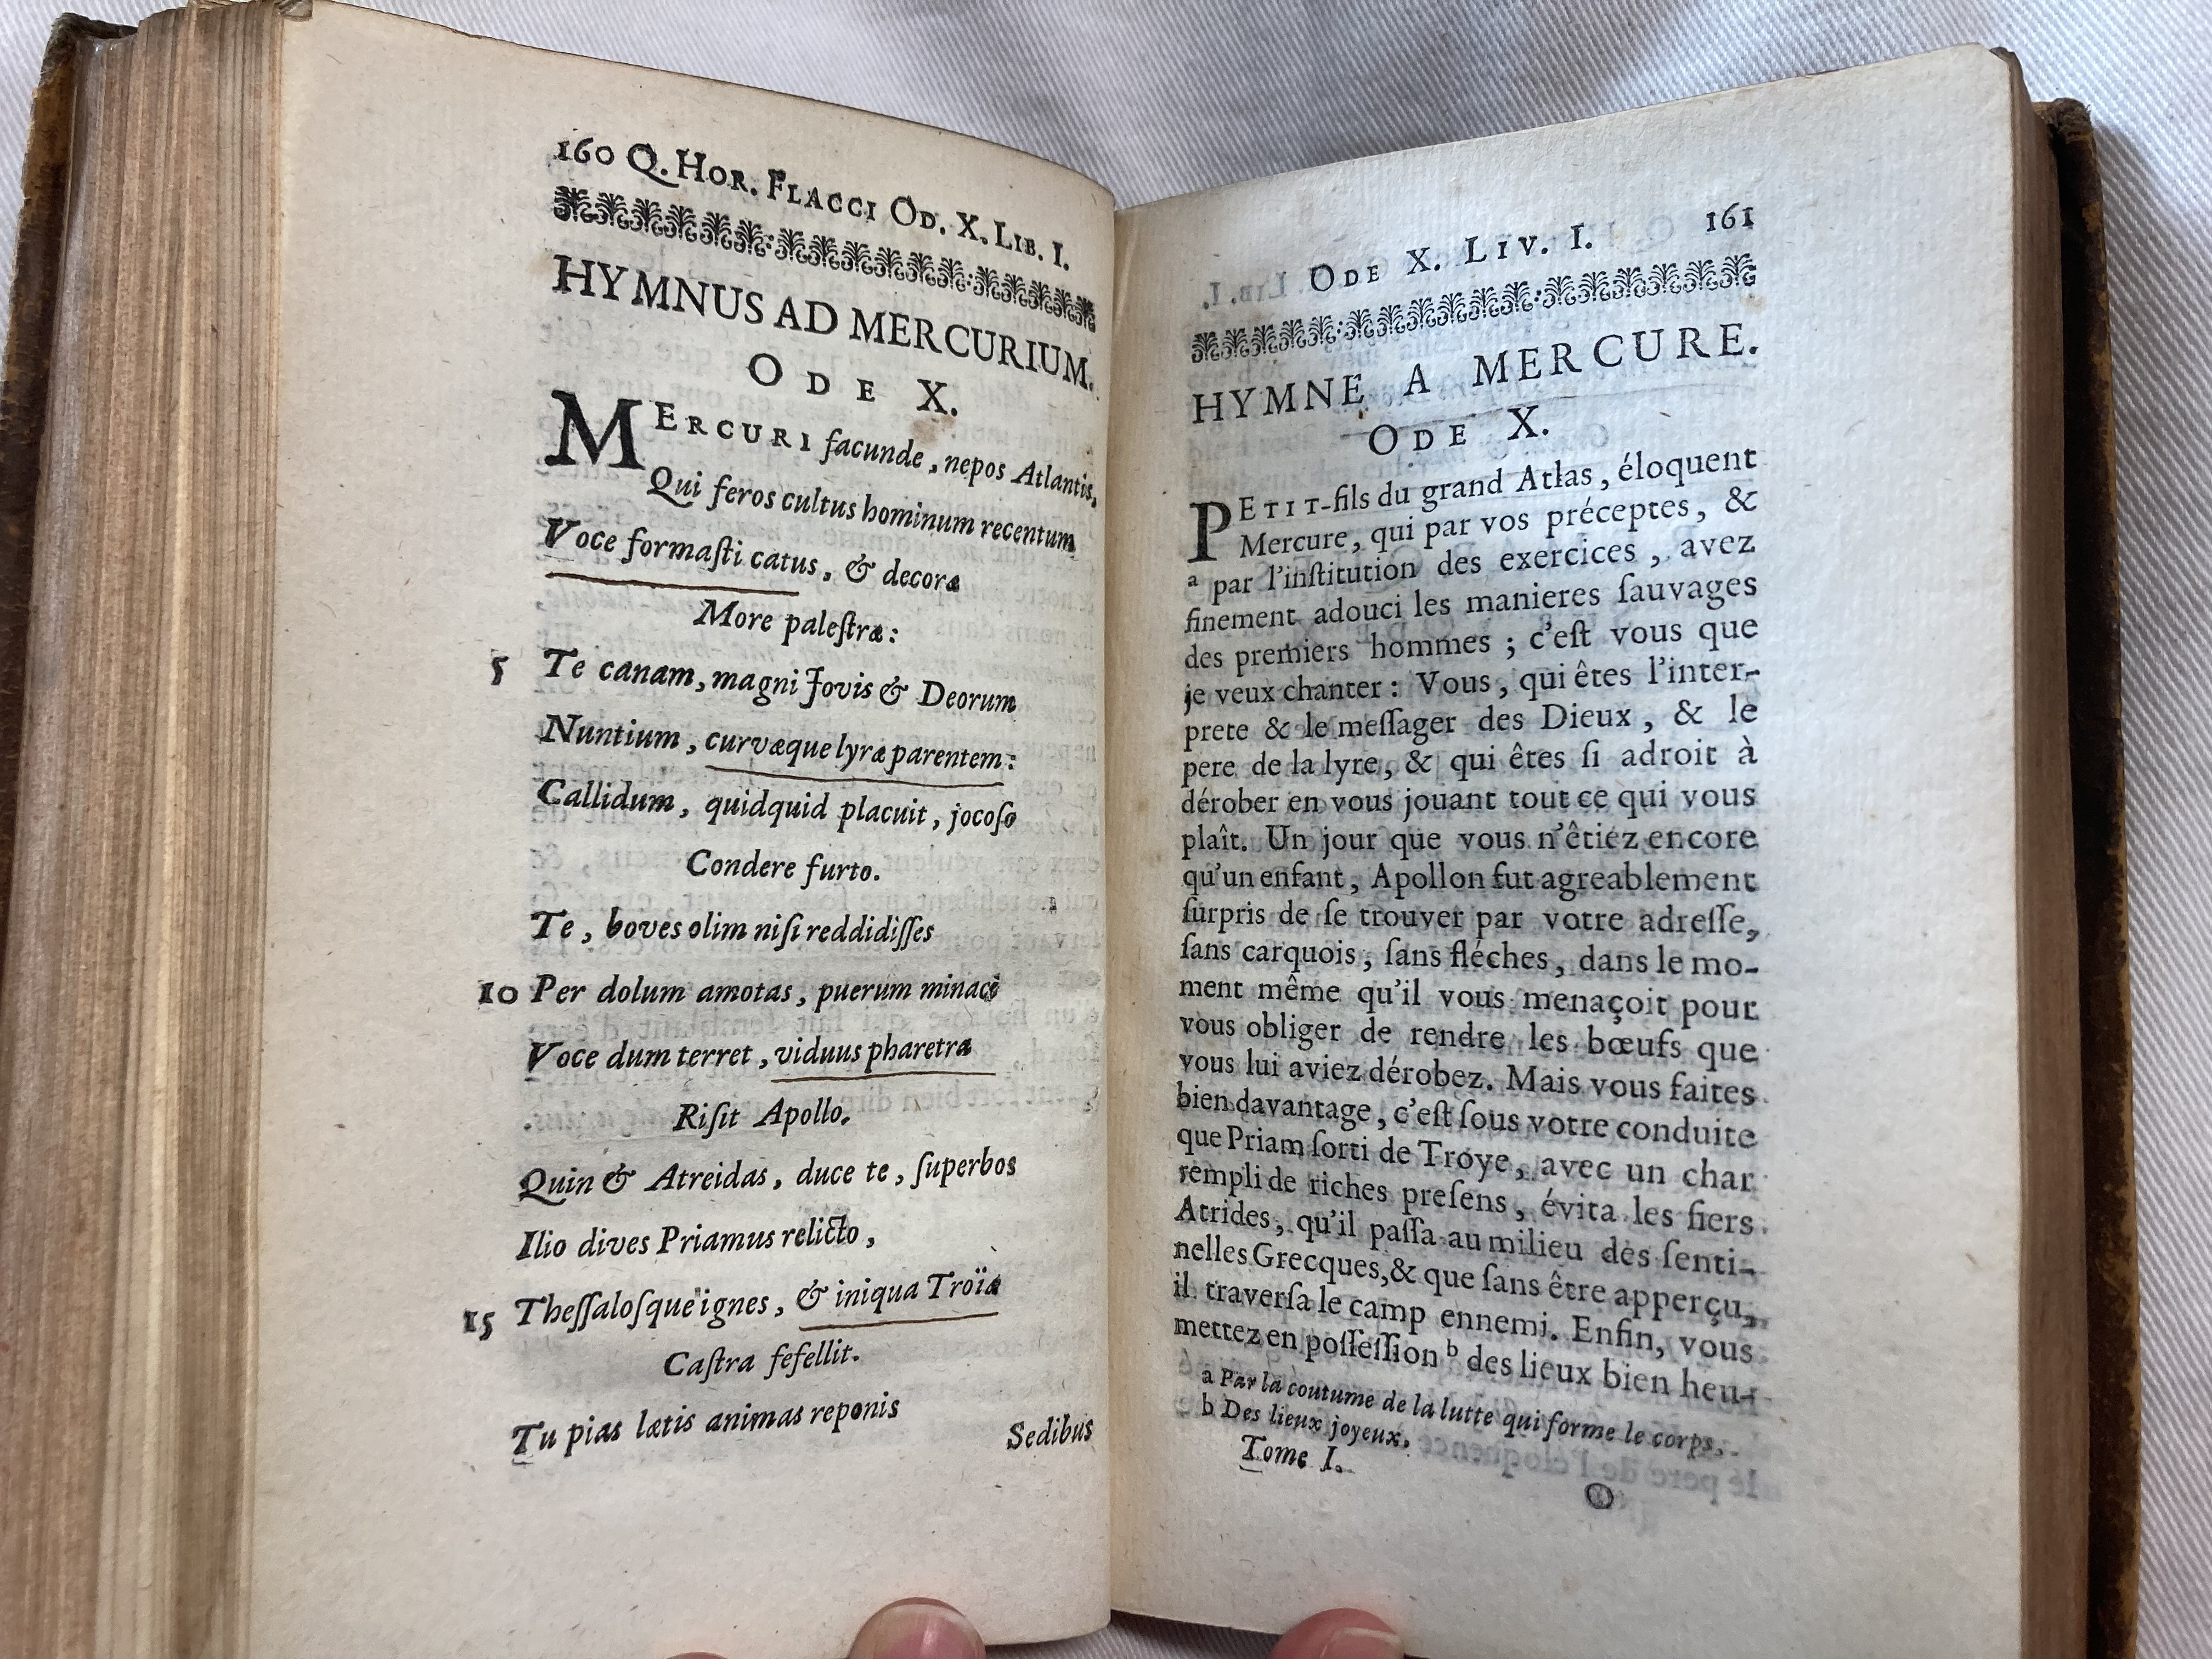 160 Q. HOR. FLACCI OD. X. LIB. I.
HYMNUS AD MERCURIUM.
ODE X.
MERCURI facunde, nepos Atlantis,
Qui feros cultus hominum recentum
Voce formaſti catus, & decoræ
More paleſtræ:
5 Te canam, magni Jovis & Deorum
Nuntium, curvæque lyræ parentem:
Callidum, quidquid placuit, jocoſo
Condere furto.
Te, boves olim niſi reddidiſſes
10 Per dolum amotas, puerum minaci
Voce dum terret, viduus pharetra
Riſit Apollo.
Quin & Atreidas, duce te, ſuperbos
Ilio dives Priamus relicto,
15 Theſſaloſque ignes, & iniqua Troïæ
Caſtra fefellit.
Tu pias lætis animas reponis
Sedibus
ODE X. LIV. I. 161
HYMNE A MERCURE.
ODE X.
PETIT-fils du grand Atlas, éloquent
Mercure, qui par vos préceptes, &
a par l'inſtitution des exercices, avez
finement adouci les manieres ſauvages
des premiers hommes; c'eſt vous que
je veux chanter: Vous, qui êtes l'inter-
prete & le meſſager des Dieux, & le
pere de la lyre, & qui êtes ſi adroit à
dérober en vous jouant tout ce qui vous
plaît. Un jour que vous n'êtiez encore
qu'un enfant, Apollon fut agreablement
ſurpris de ſe trouver par votre adreſſe,
ſans carquois, ſans fléches, dans le mo-
ment même qu'il vous menaçoit pour
vous obliger de rendre les bœufs que
vous lui aviez dérobez. Mais vous faites
bien davantage, c'eſt ſous votre conduite
que Priam ſorti de Troye, avec un char
rempli de riches preſens, évita les fiers
Atrides, qu'il paſſa au milieu des ſenti-
nelles Grecques, & que ſans être apperçu,
il traverſa le camp ennemi. Enfin, vous
mettez en poſſeſſion b des lieux bien heu-
a Par la coutume de la lutte qui forme le corps.
b Des lieux joyeux.
Tome I. O